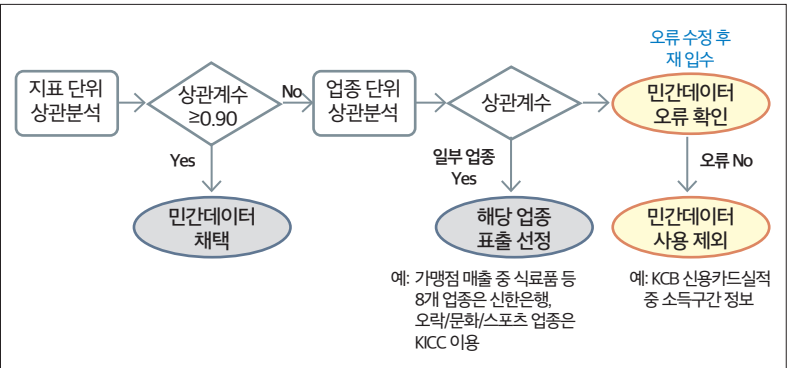 오류 수정 후
재 입수
지표 단위
상관분석
상관계수
≥0.90
No
업종 단위
상관분석
상관계수
민간데이터
오류 확인
Yes
일부 업종
Yes
오류 No
민간데이터
채택
해당 업종
표출 선정
민간데이터
사용 제외
예: 가맹점 매출 중 식료품 등
8개 업종은 신한은행,
오락/문화/스포츠 업종은
KICC 이용
예: KCB 신용카드실적
중 소득구간 정보